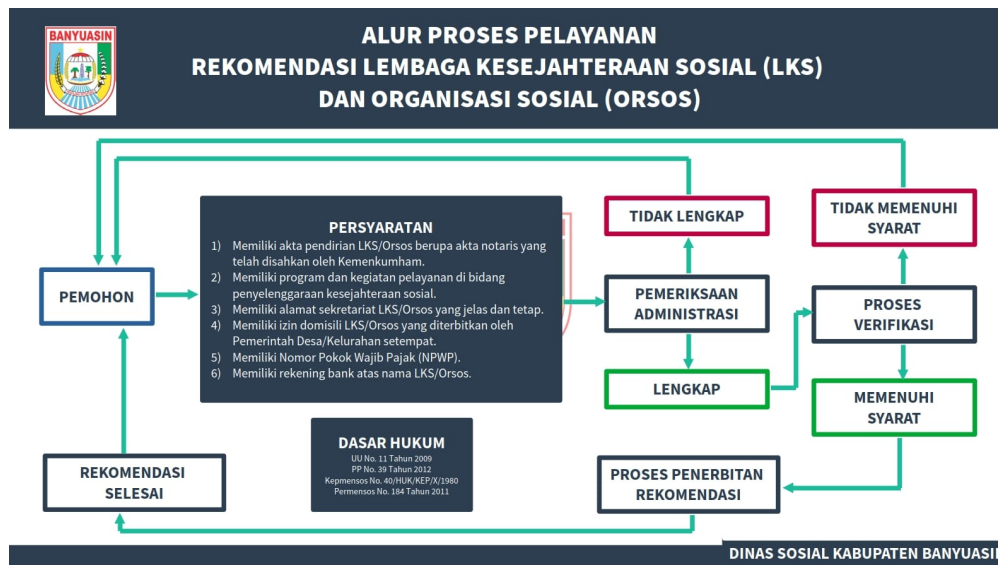 BANYUASIN
ALUR PROSES PELAYANAN
REKOMENDASI LEMBAGA KESEJAHTERAAN SOSIAL (LKS)
DAN ORGANISASI SOSIAL (ORSOS)
PEMOHON
PERSYARATAN
1) Memiliki akta pendirian LKS/Orsos berupa akta notaris yang
telah disahkan oleh Kemenkumham.
2) Memiliki program dan kegiatan pelayanan di bidang
penyelenggaraan kesejahteraan sosial.
3) Memiliki alamat sekretariat LKS/Orsos yang jelas dan tetap.
4) Memiliki izin domisili LKS/Orsos yang diterbitkan oleh
Pemerintah Desa/Kelurahan setempat.
5) Memiliki Nomor Pokok Wajib Pajak (NPWP).
6) Memiliki rekening bank atas nama LKS/Orsos.
TIDAK LENGKAP
PEMERIKSAAN
ADMINISTRASI
LENGKAP
TIDAK MEMENUHI
SYARAT
PROSES
VERIFIKASI
MEMENUHI
SYARAT
PROSES PENERBITAN
REKOMENDASI
DASAR HUKUM
UU No. 11 Tahun 2009
PP No. 39 Tahun 2012
Kepmensos No. 40/HUK/KEP/X/1980
Permensos No. 184 Tahun 2011
REKOMENDASI
SELESAI
DINAS SOSIAL KABUPATEN BANYUASI